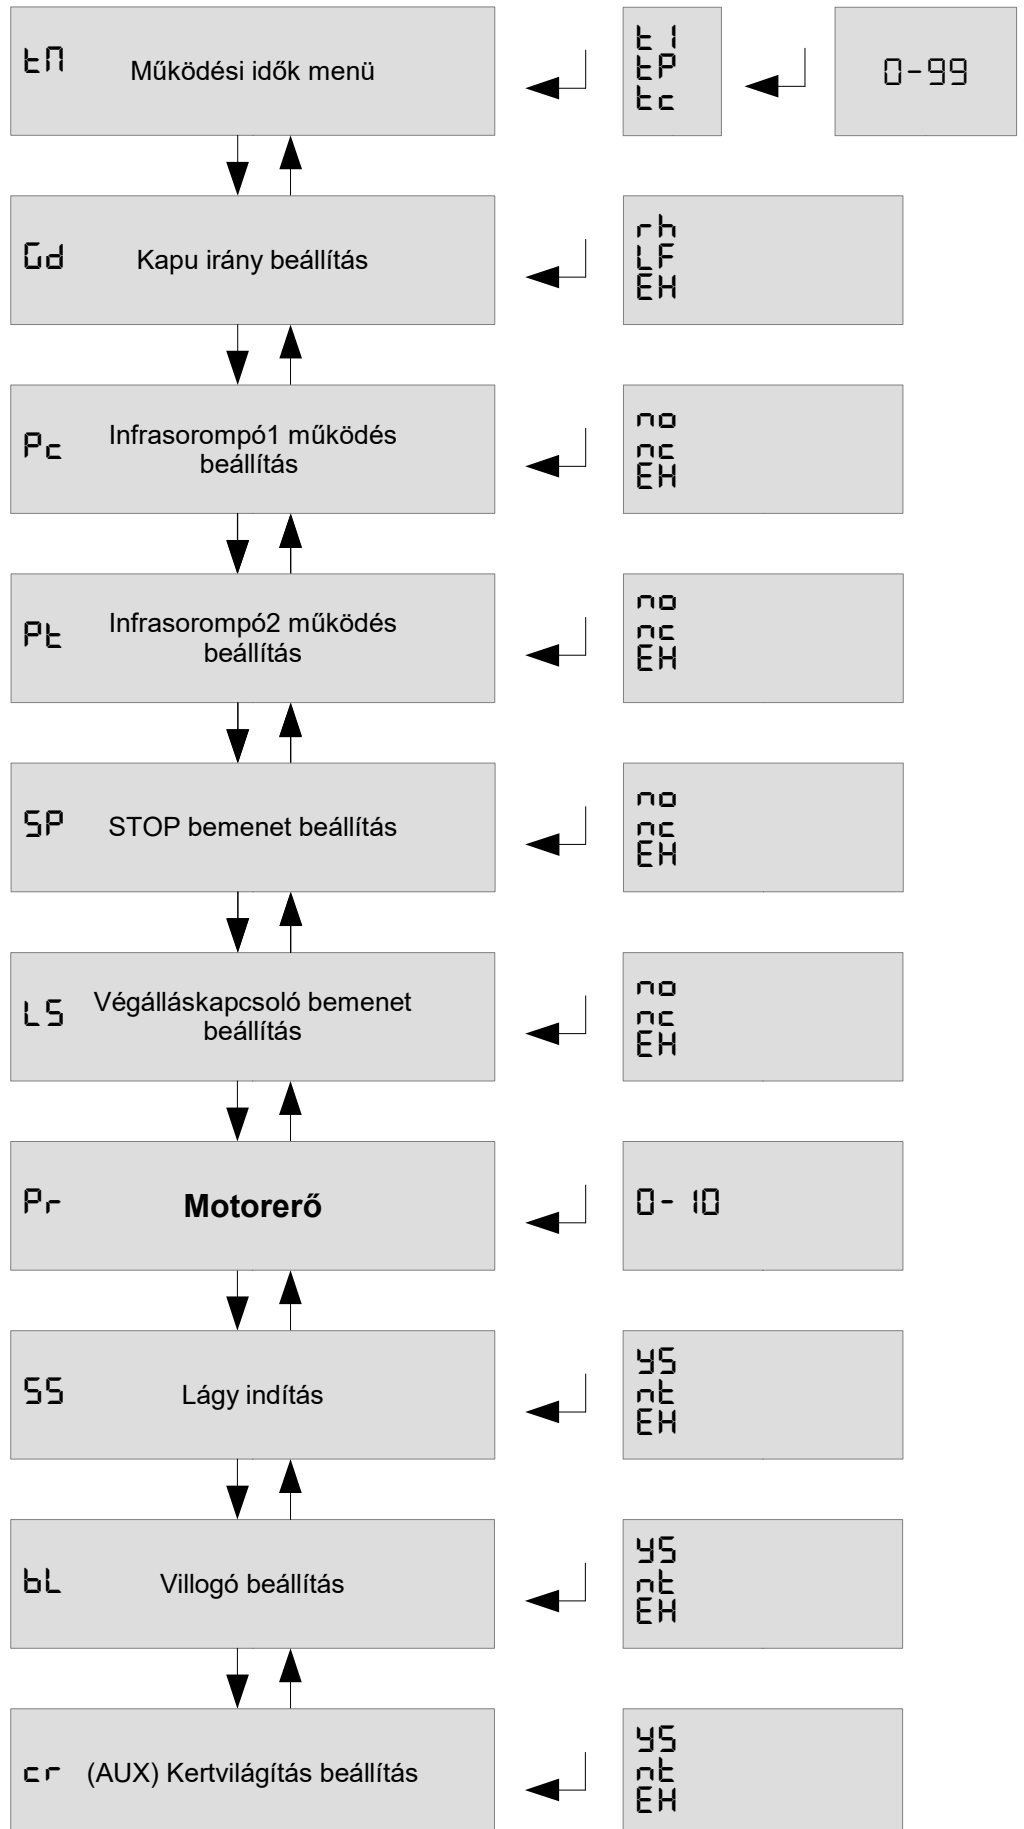 tM Működési idők menü
t1
tP
tc
0-99
Gd Kapu irány beállítás
rh
LF
EH
Pc Infrasorompó1 működés
beállítás
no
nc
EH
Pt Infrasorompó2 működés
beállítás
no
nc
EH
SP STOP bemenet beállítás
no
nc
EH
LS Végálláskapcsoló bemenet
beállítás
no
nc
EH
Pr Motorerő
0-10
SS Lágy indítás
YS
nt
EH
bL Villogó beállítás
YS
nt
EH
cr (AUX) Kertvilágítás beállítás
YS
nt
EH